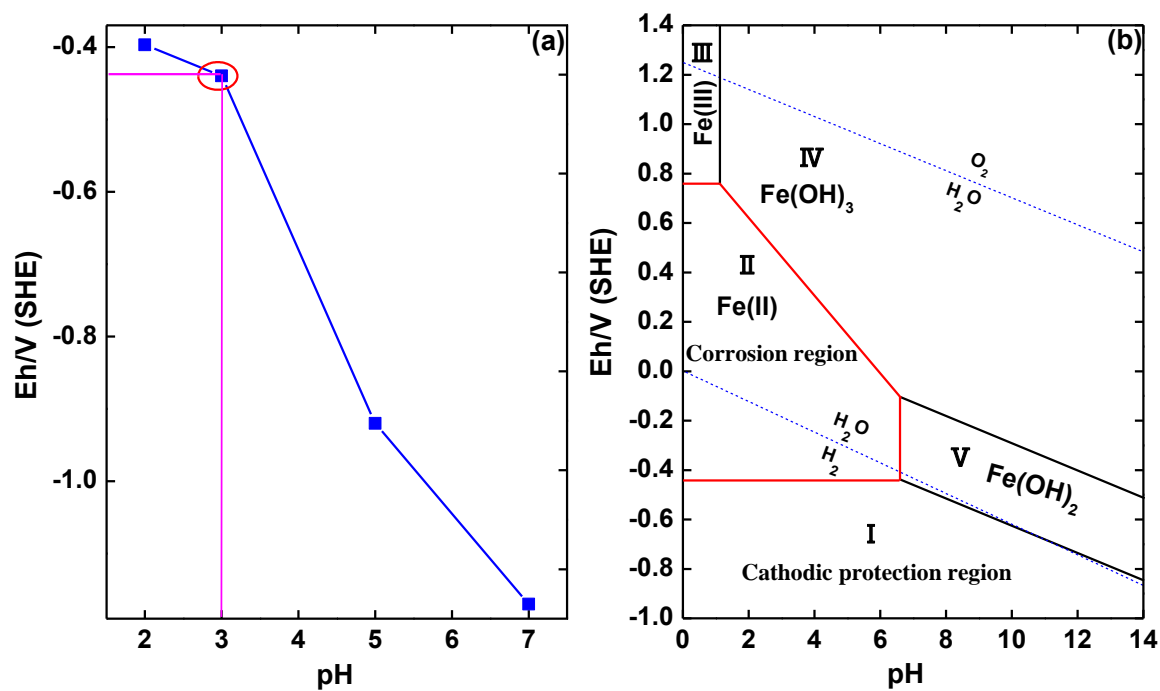 (a)
Eh/V (SHE)
-0.4
-0.6
-0.8
-1.0
2 3 4 5 6 7
pH
(b)
Eh/V (SHE)
1.4
1.2
1.0
0.8
0.6
0.4
0.2
0.0
-0.2
-0.4
-0.6
-0.8
-1.0
0 2 4 6 8 10 12 14
pH
Ⅲ
Fe(III)
Ⅳ
Fe(OH)₃
O₂
H₂O
Ⅱ
Fe(II)
Corrosion region
H₂O
H₂
Ⅴ Fe(OH)₂
Ⅰ
Cathodic protection region